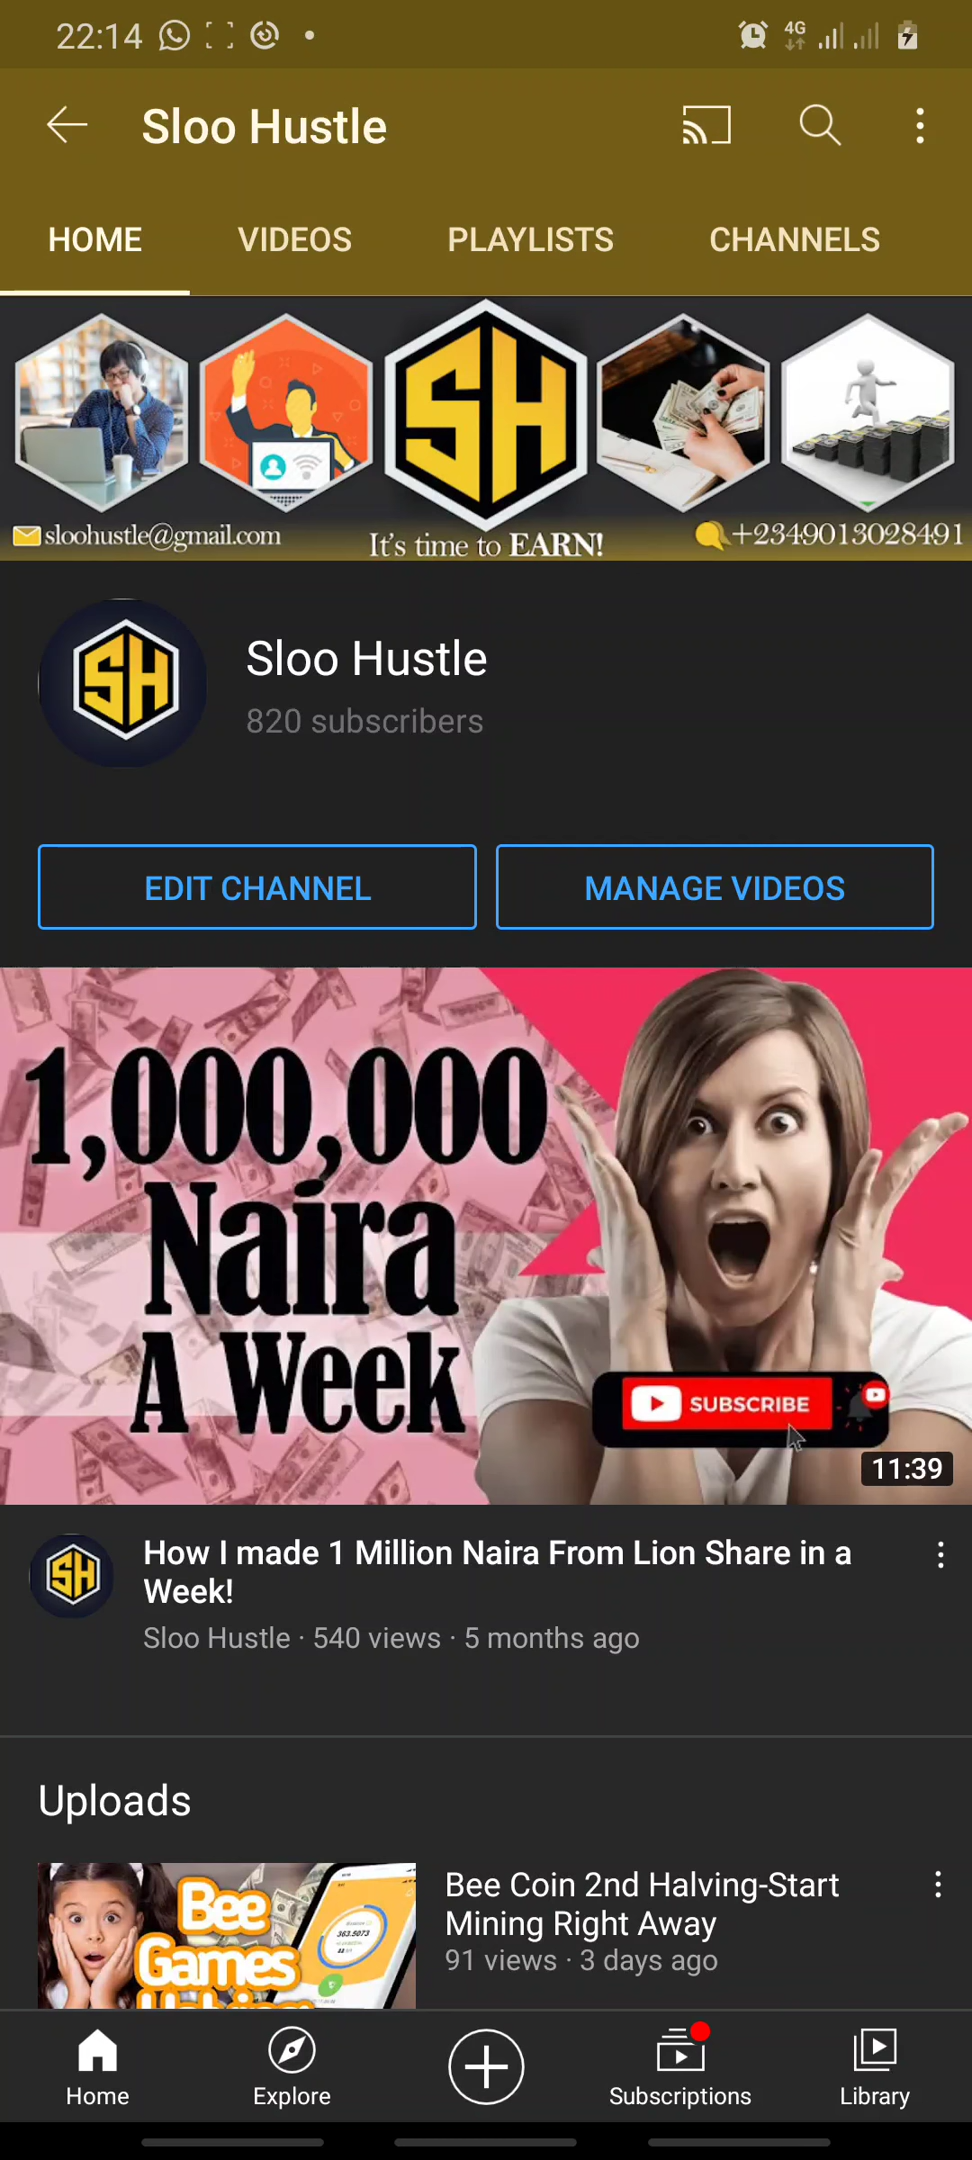 22:14
4G
Sloo Hustle
HOME VIDEOS PLAYLISTS CHANNELS
SH
sloohustle@gmail.com It's time to EARN! +2349013028491
SH
Sloo Hustle
820 subscribers
EDIT CHANNEL MANAGE VIDEOS
1,000,000
Naira
A Week
SUBSCRIBE
11:39
SH
How I made 1 Million Naira From Lion Share in a
Week!
Sloo Hustle · 540 views · 5 months ago
Uploads
Bee
Games
363.5073
Bee Coin 2nd Halving-Start
Mining Right Away
91 views · 3 days ago
Home Explore Subscriptions Library